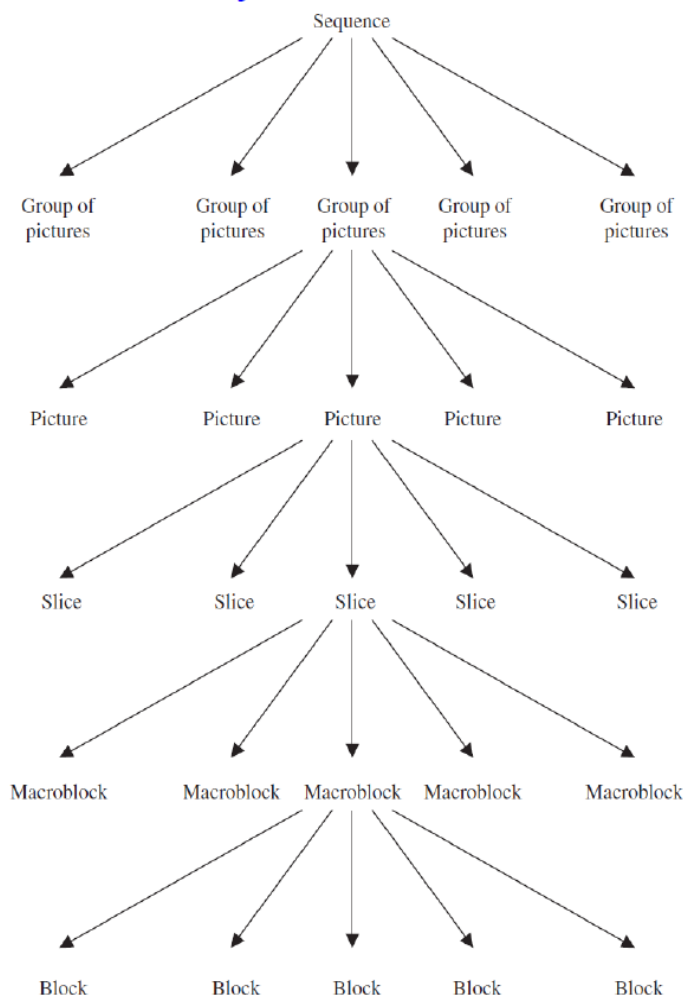 Sequence
Group of Group of Group of Group of Group of
pictures pictures pictures pictures pictures
Picture Picture Picture Picture Picture
Slice Slice Slice Slice Slice
Macroblock Macroblock Macroblock Macroblock Macroblock
Block Block Block Block Block